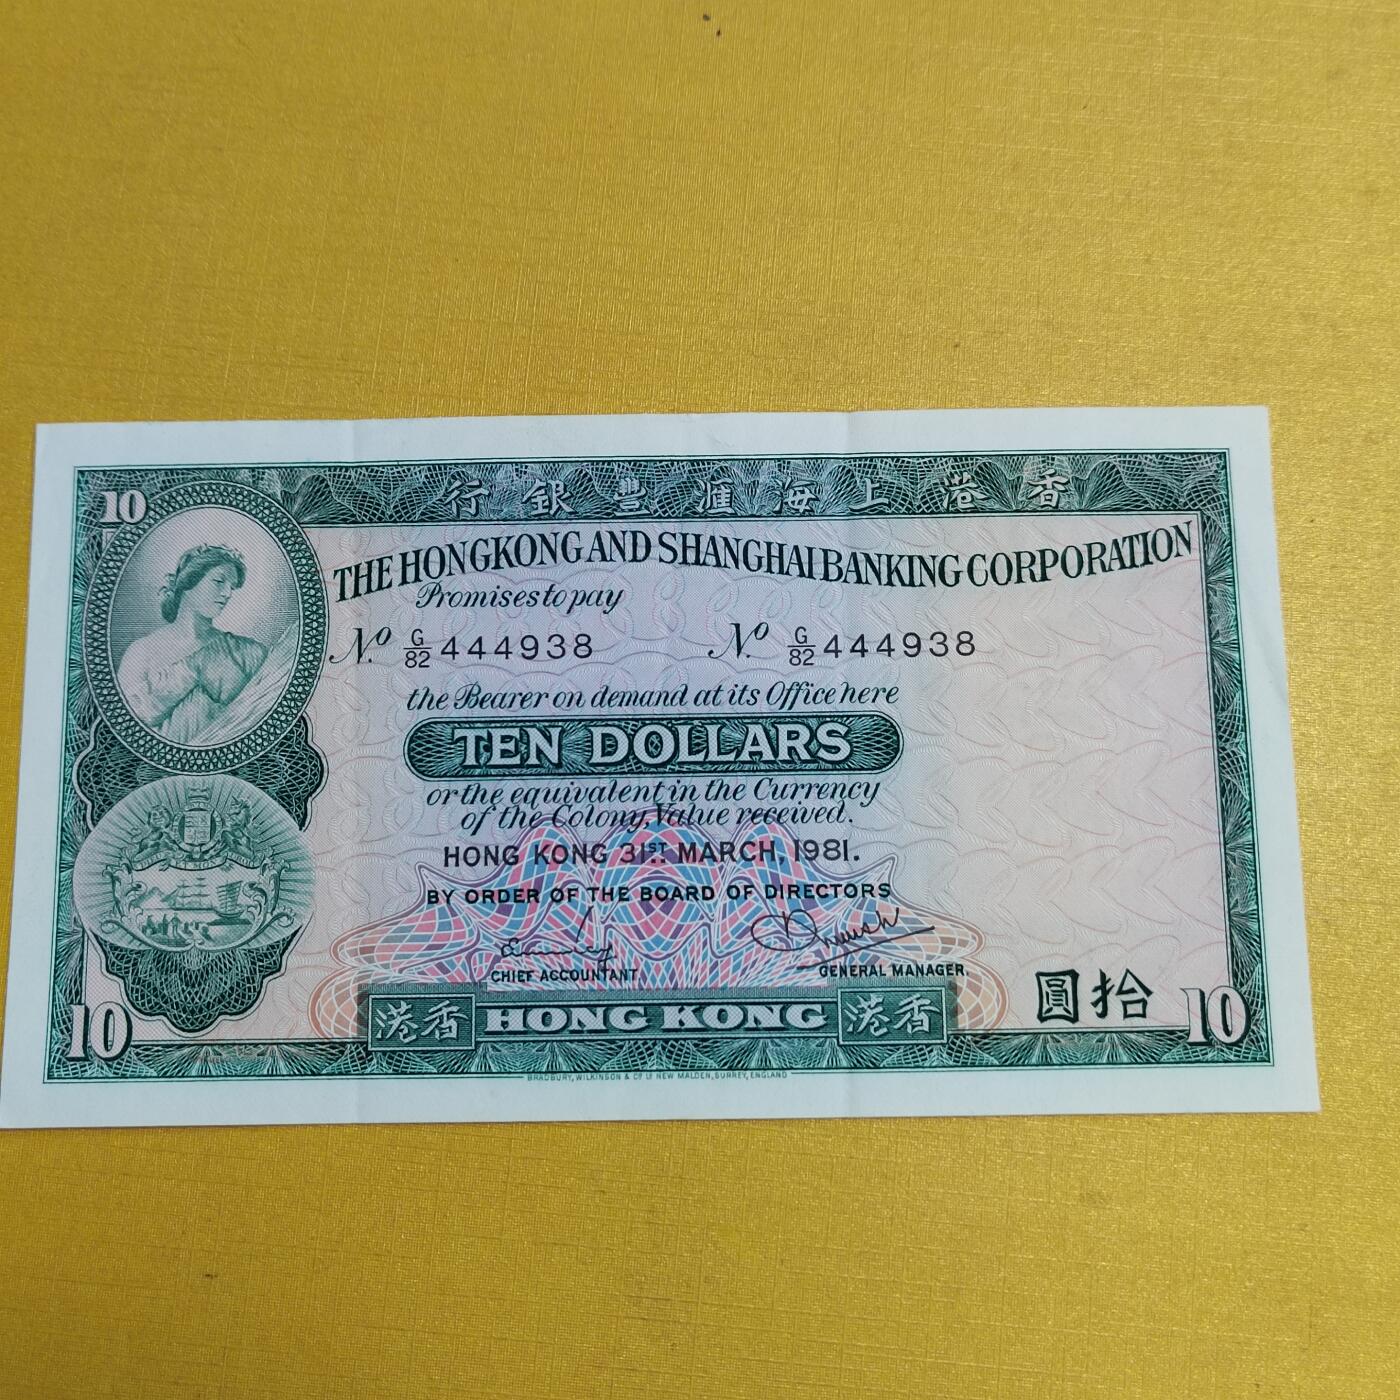 10
行銀豐滙海上港香
THE HONGKONG AND SHANGHAI BANKING CORPORATION
Promises to pay
No. G/82 444938 No. G/82 444938
the Bearer on demand at its Office here
TEN DOLLARS
or the equivalent in the Currency
of the Colony, Value received.
HONG KONG 31ST MARCH, 1981.
BY ORDER OF THE BOARD OF DIRECTORS
CHIEF ACCOUNTANT GENERAL MANAGER.
圓拾
10 港香 HONG KONG 港香 10
BRADBURY, WILKINSON & Co Ld NEW MALDEN, SURREY, ENGLAND